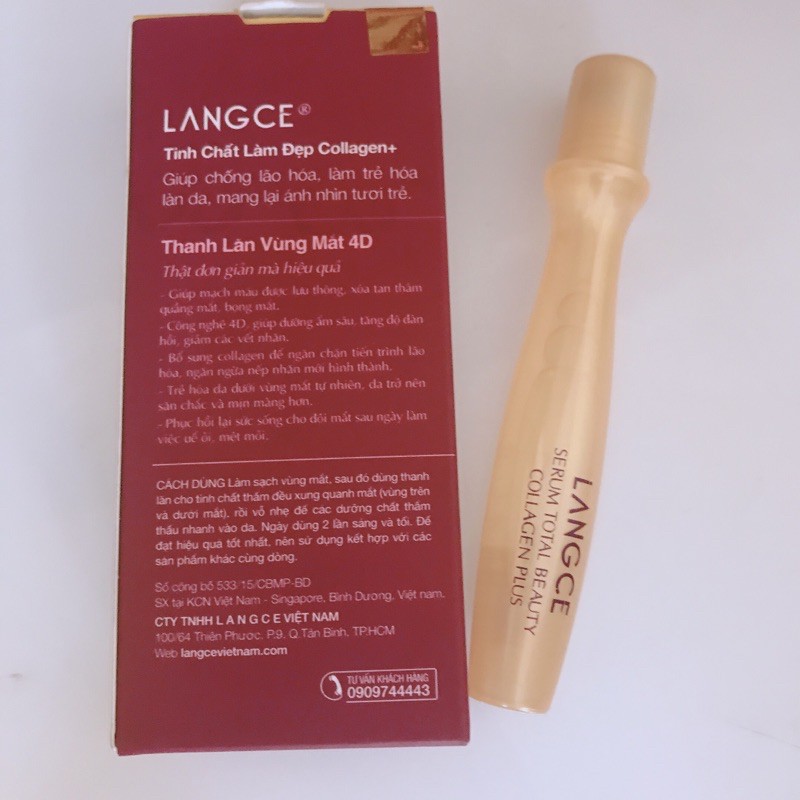 LANGCE®
Tinh Chất Làm Đẹp Collagen+
Giúp chống lão hóa, làm trẻ hóa
làn da, mang lại ánh nhìn tươi trẻ.
Thanh Lăn Vùng Mắt 4D
Thật đơn giản mà hiệu quả
- Giúp mạch máu được lưu thông, xóa tan thâm
quầng mắt, bọng mắt.
- Công nghệ 4D, giúp dưỡng ẩm sâu, tăng độ đàn
hồi, giảm các vết nhăn.
- Bổ sung collagen để ngăn chặn tiến trình lão
hóa, ngăn ngừa nếp nhăn mới hình thành.
- Trẻ hóa da dưới vùng mắt tự nhiên, da trở nên
săn chắc và mịn màng hơn.
- Phục hồi lại sức sống cho đôi mắt sau ngày làm
việc uể oải, mệt mỏi.
CÁCH DÙNG Làm sạch vùng mắt, sau đó dùng thanh
lăn cho tinh chất thấm đều xung quanh mắt (vùng trên
và dưới mắt), rồi vỗ nhẹ để các dưỡng chất thẩm
thấu nhanh vào da. Ngày dùng 2 lần sáng và tối. Để
đạt hiệu quả tốt nhất, nên sử dụng kết hợp với các
sản phẩm khác cùng dòng.
Số công bố 533/15/CBMP-BD
SX tại KCN Việt Nam - Singapore, Bình Dương, Việt nam.
CTY TNHH L A N G C E VIỆT NAM
100/64 Thiên Phước, P.9, Q.Tân Bình, TP.HCM
Web langcevietnam.com
TƯ VẤN KHÁCH HÀNG
0909744443
LANGCE
SERUM TOTAL BEAUTY
COLLAGEN PLUS